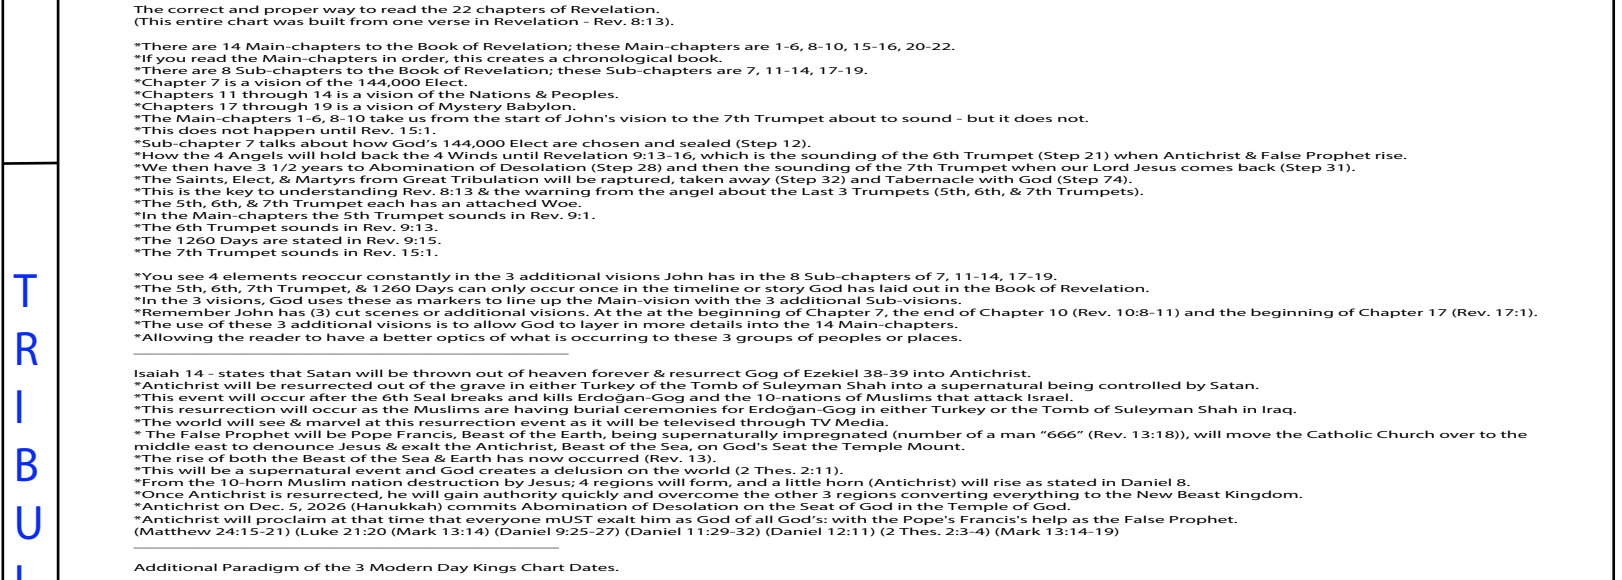 The correct and proper way to read the 22 chapters of Revelation.
(This entire chart was built from one verse in Revelation - Rev. 8:13).
*There are 14 Main-chapters to the Book of Revelation; these Main-chapters are 1-6, 8-10, 15-16, 20-22.
*If you read the Main-chapters in order, this creates a chronological book.
*There are 8 Sub-chapters to the Book of Revelation; these Sub-chapters are 7, 11-14, 17-19.
*Chapter 7 is a vision of the 144,000 Elect.
*Chapters 11 through 14 is a vision of the Nations & Peoples.
*Chapters 17 through 19 is a vision of Mystery Babylon.
*The Main-chapters 1-6, 8-10 take us from the start of John's vision to the 7th Trumpet about to sound - but it does not.
*This does not happen until Rev. 15:1.
*Sub-chapter 7 talks about how God's 144,000 Elect are chosen and sealed (Step 12).
*How the 4 Angels will hold back the 4 Winds until Revelation 9:13-16, which is the sounding of the 6th Trumpet (Step 21) when Antichrist & False Prophet rise.
*We then have 3 1/2 years to Abomination of Desolation (Step 28) and then the sounding of the 7th Trumpet when our Lord Jesus comes back (Step 31).
*The Saints, Elect, & Martyrs from Great Tribulation will be raptured, taken away (Step 32) and Tabernacle with God (Step 74).
*This is the key to understanding Rev. 8:13 & the warning from the angel about the Last 3 Trumpets (5th, 6th, & 7th Trumpets).
*The 5th, 6th, & 7th Trumpet each has an attached Woe.
*In the Main-chapters the 5th Trumpet sounds in Rev. 9:1.
*The 6th Trumpet sounds in Rev. 9:13.
*The 1260 Days are stated in Rev. 9:15.
*The 7th Trumpet sounds in Rev. 15:1.
*You see 4 elements reoccur constantly in the 3 additional visions John has in the 8 Sub-chapters of 7, 11-14, 17-19.
*The 5th, 6th, 7th Trumpet, & 1260 Days can only occur once in the timeline or story God has laid out in the Book of Revelation.
*In the 3 visions, God uses these as markers to line up the Main-vision with the 3 additional Sub-visions.
*Remember John has (3) cut scenes or additional visions. At the at the beginning of Chapter 7, the end of Chapter 10 (Rev. 10:8-11) and the beginning of Chapter 17 (Rev. 17:1).
*The use of these 3 additional visions is to allow God to layer in more details into the 14 Main-chapters.
*Allowing the reader to have a better optics of what is occurring to these 3 groups of peoples or places.
Isaiah 14 - states that Satan will be thrown out of heaven forever & resurrect Gog of Ezekiel 38-39 into Antichrist.
*Antichrist will be resurrected out of the grave in either Turkey of the Tomb of Suleyman Shah into a supernatural being controlled by Satan.
*This event will occur after the 6th Seal breaks and kills Erdoğan-Gog and the 10-nations of Muslims that attack Israel.
*This resurrection will occur as the Muslims are having burial ceremonies for Erdoğan-Gog in either Turkey or the Tomb of Suleyman Shah in Iraq.
*The world will see & marvel at this resurrection event as it will be televised through TV Media.
* The False Prophet will be Pope Francis, Beast of the Earth, being supernaturally impregnated (number of a man “666” (Rev. 13:18)), will move the Catholic Church over to the
middle east to denounce Jesus & exalt the Antichrist, Beast of the Sea, on God's Seat the Temple Mount.
*The rise of both the Beast of the Sea & Earth has now occurred (Rev. 13).
*This will be a supernatural event and God creates a delusion on the world (2 Thes. 2:11).
*From the 10-horn Muslim nation destruction by Jesus; 4 regions will form, and a little horn (Antichrist) will rise as stated in Daniel 8.
*Once Antichrist is resurrected, he will gain authority quickly and overcome the other 3 regions converting everything to the New Beast Kingdom.
*Antichrist on Dec. 5, 2026 (Hanukkah) commits Abomination of Desolation on the Seat of God in the Temple of God.
*Antichrist will proclaim at that time that everyone mUST exalt him as God of all God’s: with the Pope's Francis's help as the False Prophet.
(Matthew 24:15-21) (Luke 21:20 (Mark 13:14) (Daniel 9:25-27) (Daniel 11:29-32) (Daniel 12:11) (2 Thes. 2:3-4) (Mark 13:14-19)
Additional Paradigm of the 3 Modern Day Kings Chart Dates.
T
R
I
B
U